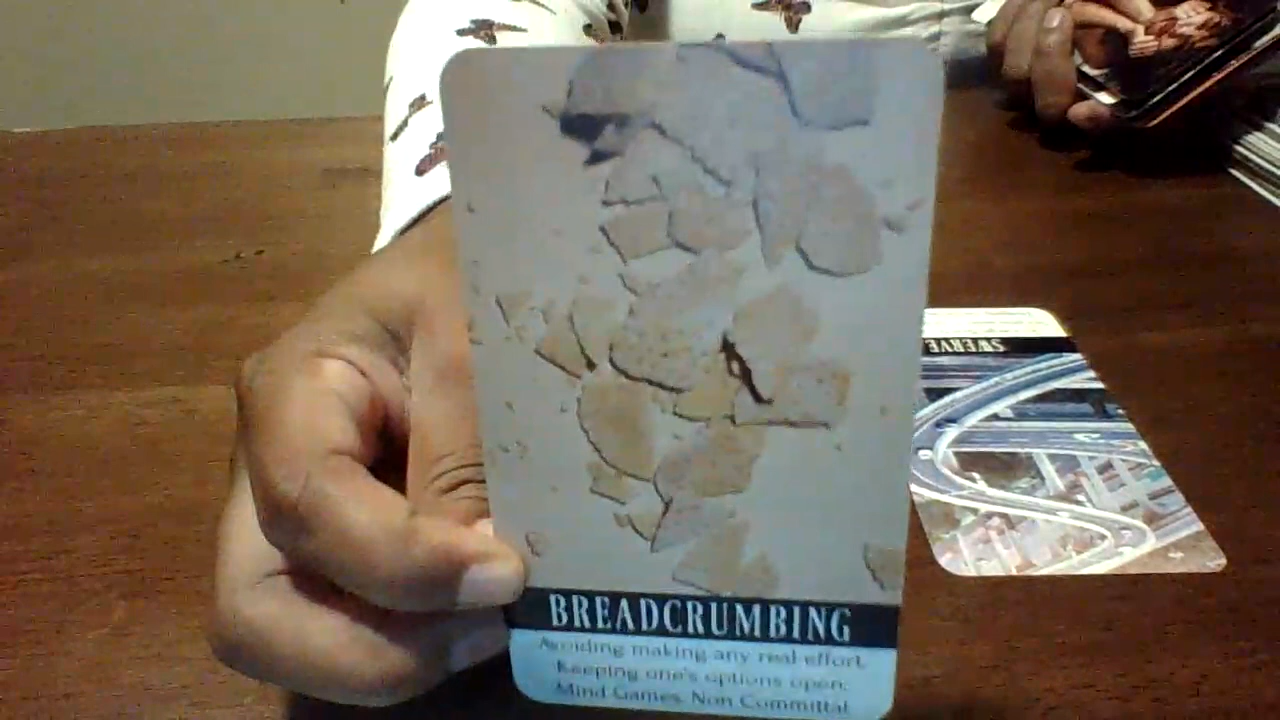 BREADCRUMBING
Avoiding making any real effort.
Keeping one's options open.
Mind Games. Non Committal
SWERVE